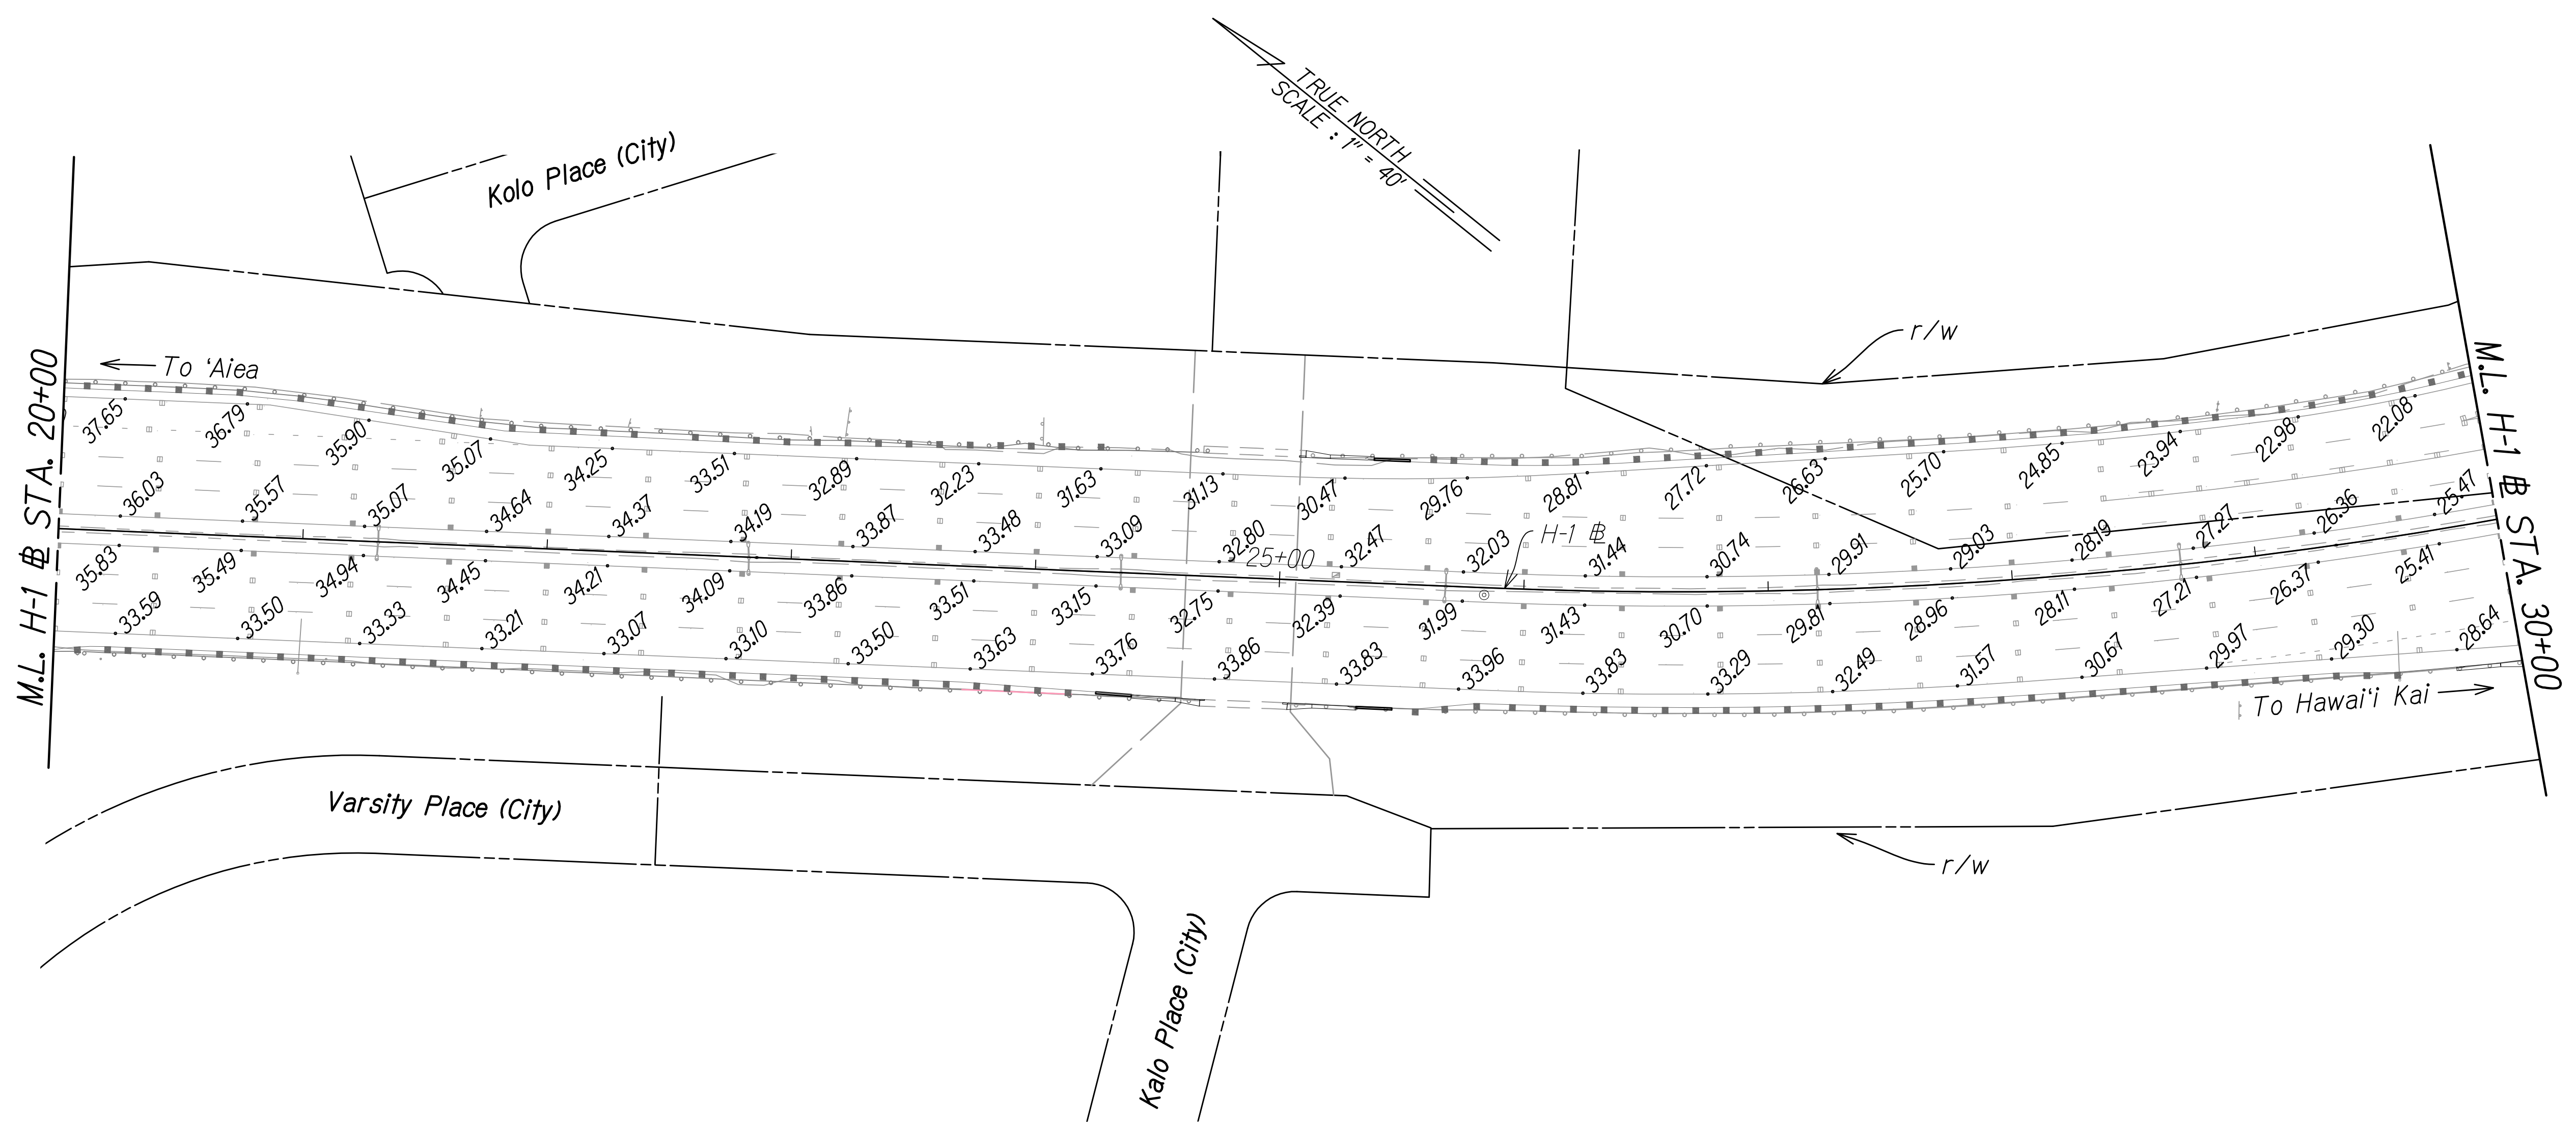 TRUE NORTH
SCALE : 1" = 40'
Kolo Place (City)
r/w
To ʻAiea
M.L. H-1 ⅊ STA. 20+00
M.L. H-1 ⅊ STA. 30+00
37.65 36.79 35.90 35.07 34.25 33.51 32.89 32.23 31.63 31.13 30.47 29.76 28.81 27.72 26.63 25.70 24.85 23.94 22.98 22.08
36.03 35.57 35.07 34.64 34.37 34.19 33.87 33.48 33.09 32.80 32.47 32.03 31.44 30.74 29.91 29.03 28.19 27.27 26.36 25.47
25+00
H-1 ⅊
35.83 35.49 34.94 34.45 34.21 34.09 33.86 33.51 33.15 32.75 32.39 31.99 31.43 30.70 29.81 28.96 28.11 27.21 26.37 25.41
33.59 33.50 33.33 33.21 33.07 33.10 33.50 33.63 33.76 33.86 33.83 33.96 33.83 33.29 32.49 31.57 30.67 29.97 29.30 28.64
To Hawaiʻi Kai
Varsity Place (City)
r/w
Kalo Place (City)